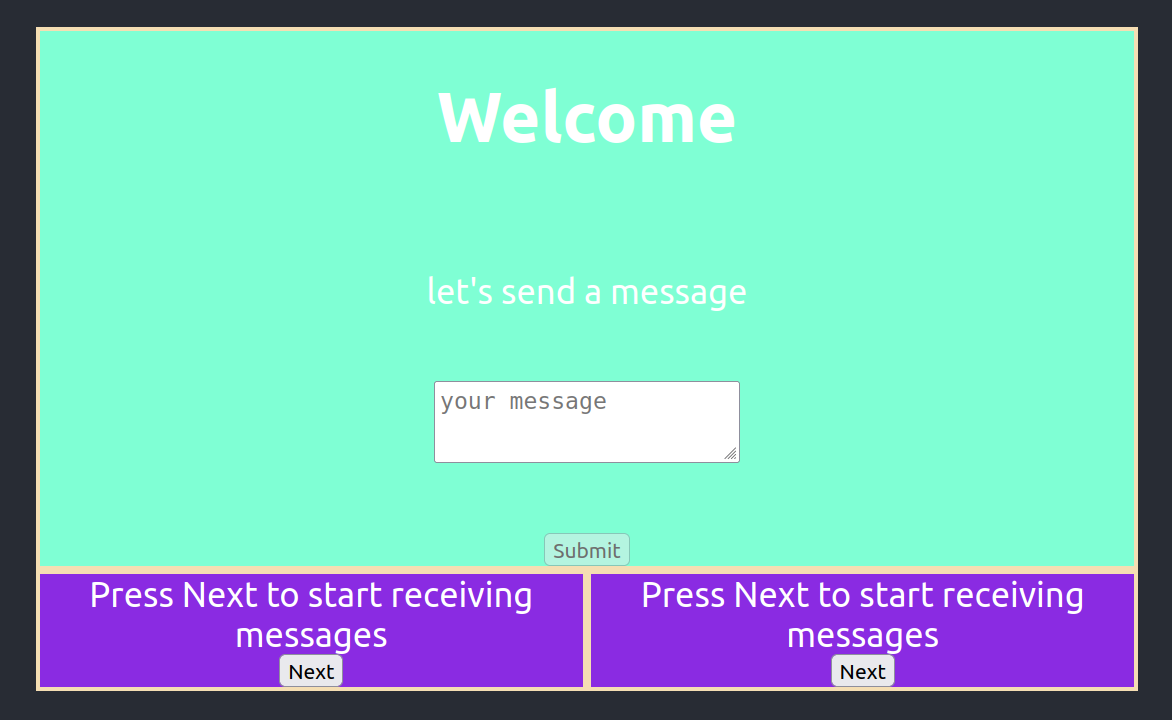 Welcome
let's send a message
your message
Submit
Press Next to start receiving
messages
Next
Press Next to start receiving
messages
Next